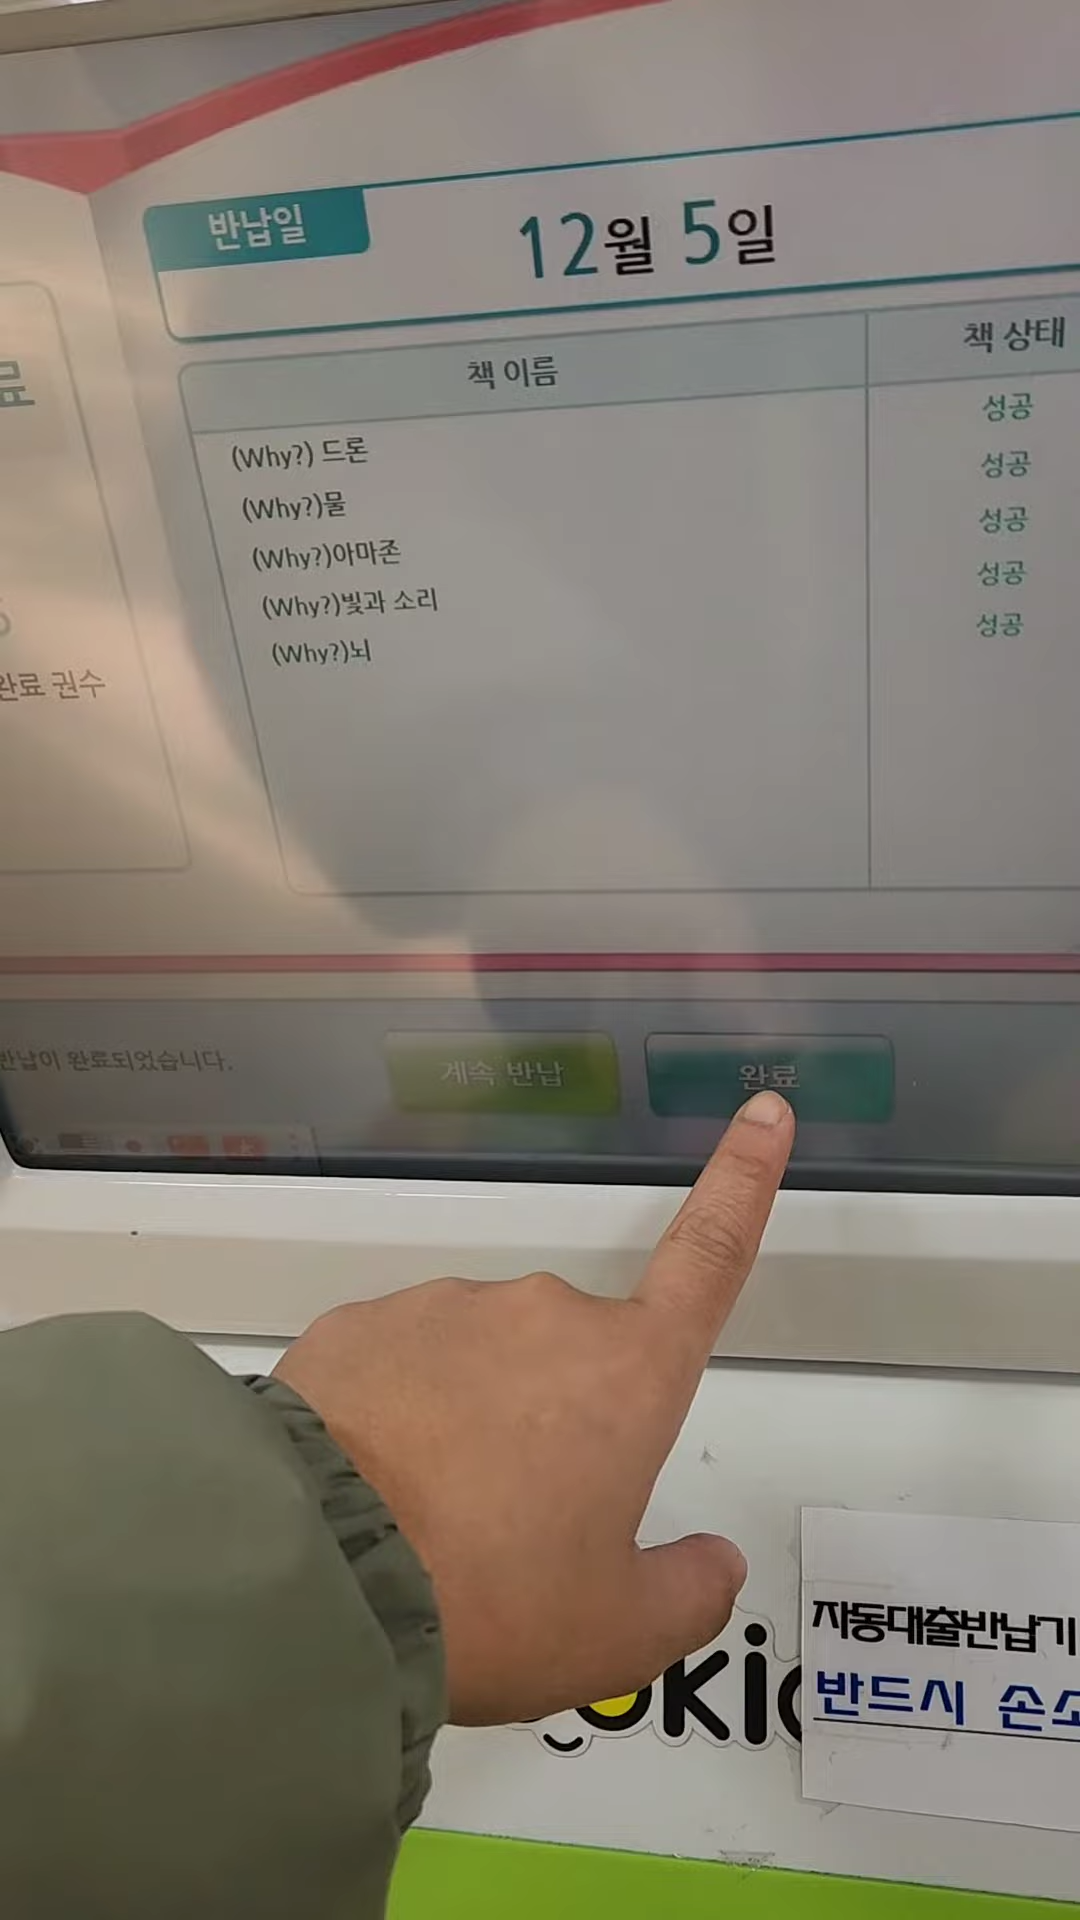 반납일
12월 5일
책 이름
책 상태
(Why?) 드론
성공
(Why?)물
성공
(Why?)아마존
성공
(Why?)빛과 소리
성공
(Why?)뇌
성공
완료 권수
반납이 완료되었습니다.
계속 반납
완료
자동대출반납기
반드시